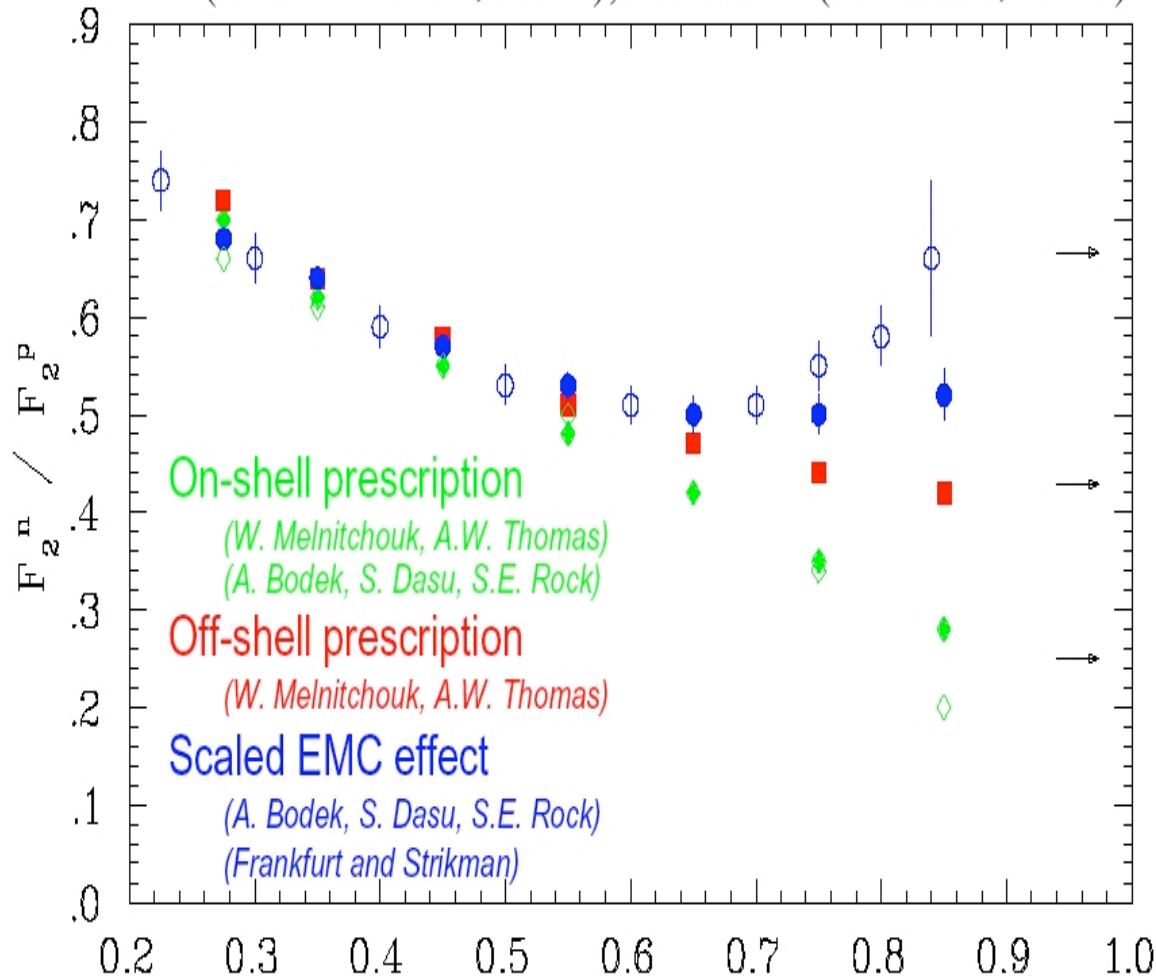 .9
.8
.7
.6
.5
.4
.3
.2
.1
.0
F₂ⁿ / F₂ᵖ
On-shell prescription
(W. Melnitchouk, A.W. Thomas)
(A. Bodek, S. Dasu, S.E. Rock)
Off-shell prescription
(W. Melnitchouk, A.W. Thomas)
Scaled EMC effect
(A. Bodek, S. Dasu, S.E. Rock)
(Frankfurt and Strikman)
0.2 0.3 0.4 0.5 0.6 0.7 0.8 0.9 1.0